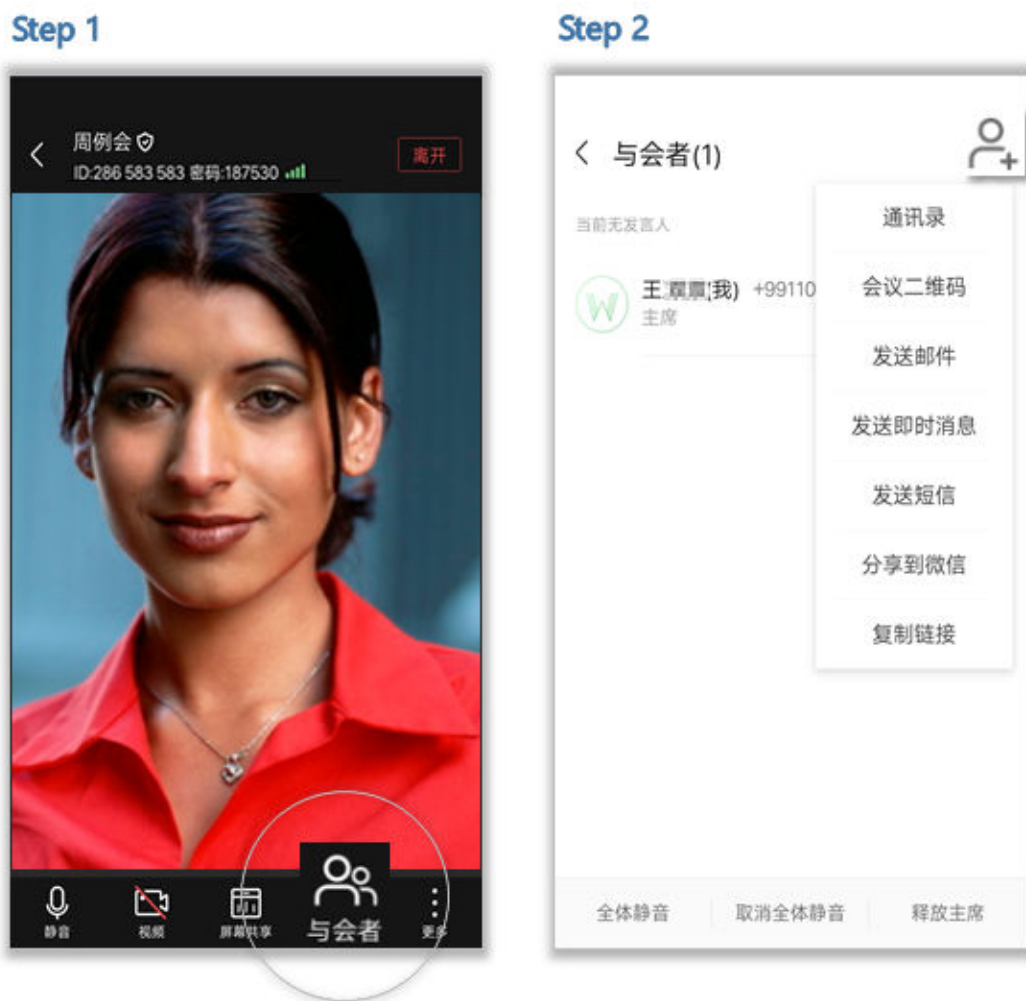 Step 1
周例会
ID:286 583 583 密码:187530
离开
静音
视频
屏幕共享
与会者
更多
Step 2
与会者(1)
通讯录
当前无发言人
会议二维码
王 (我) +99110
主席
发送邮件
发送即时消息
发送短信
分享到微信
复制链接
全体静音
取消全体静音
释放主席